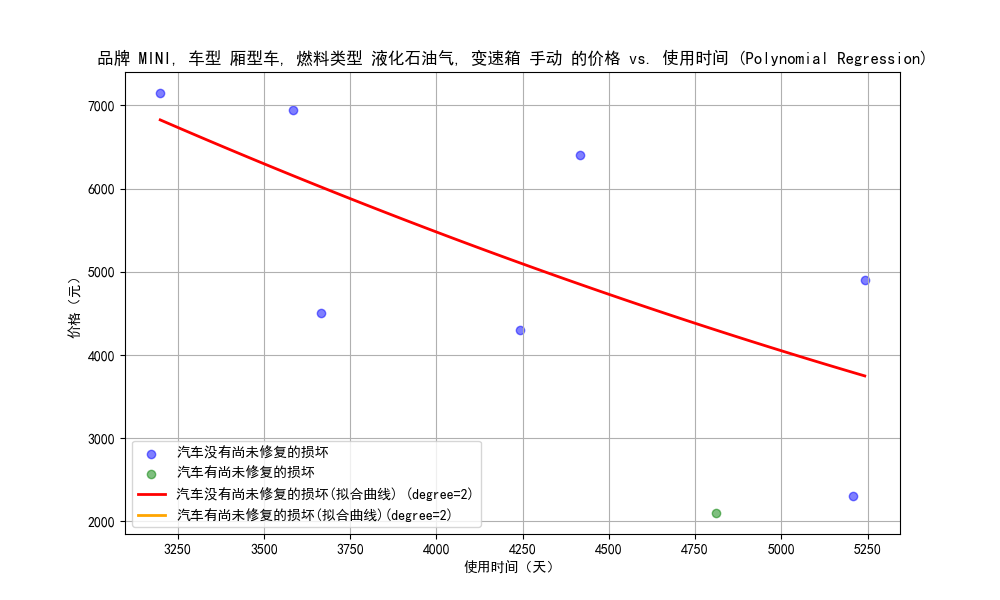 品牌 MINI, 车型 厢型车, 燃料类型 液化石油气, 变速箱 手动 的价格 vs. 使用时间 (Polynomial Regression)
价格（元）
7000
6000
5000
4000
3000
2000
汽车没有尚未修复的损坏
汽车有尚未修复的损坏
汽车没有尚未修复的损坏(拟合曲线) (degree=2)
汽车有尚未修复的损坏(拟合曲线)(degree=2)
3250 3500 3750 4000 4250 4500 4750 5000 5250
使用时间（天）